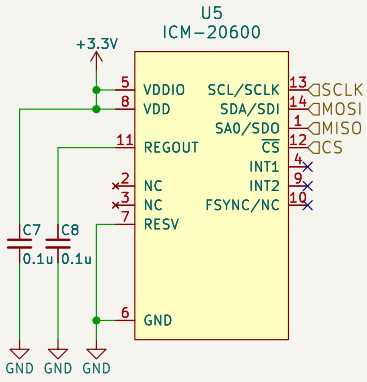 U5
ICM-20600
+3.3V
5 VDDIO SCL/SCLK 13 SCLK
8 VDD SDA/SDI 14 MOSI
SA0/SDO 1 MISO
11 REGOUT CS 12 CS
INT1 4
2 NC INT2 9
3 NC FSYNC/NC 10
7 RESV
C7 C8
0.1u 0.1u
6 GND
GND GND GND